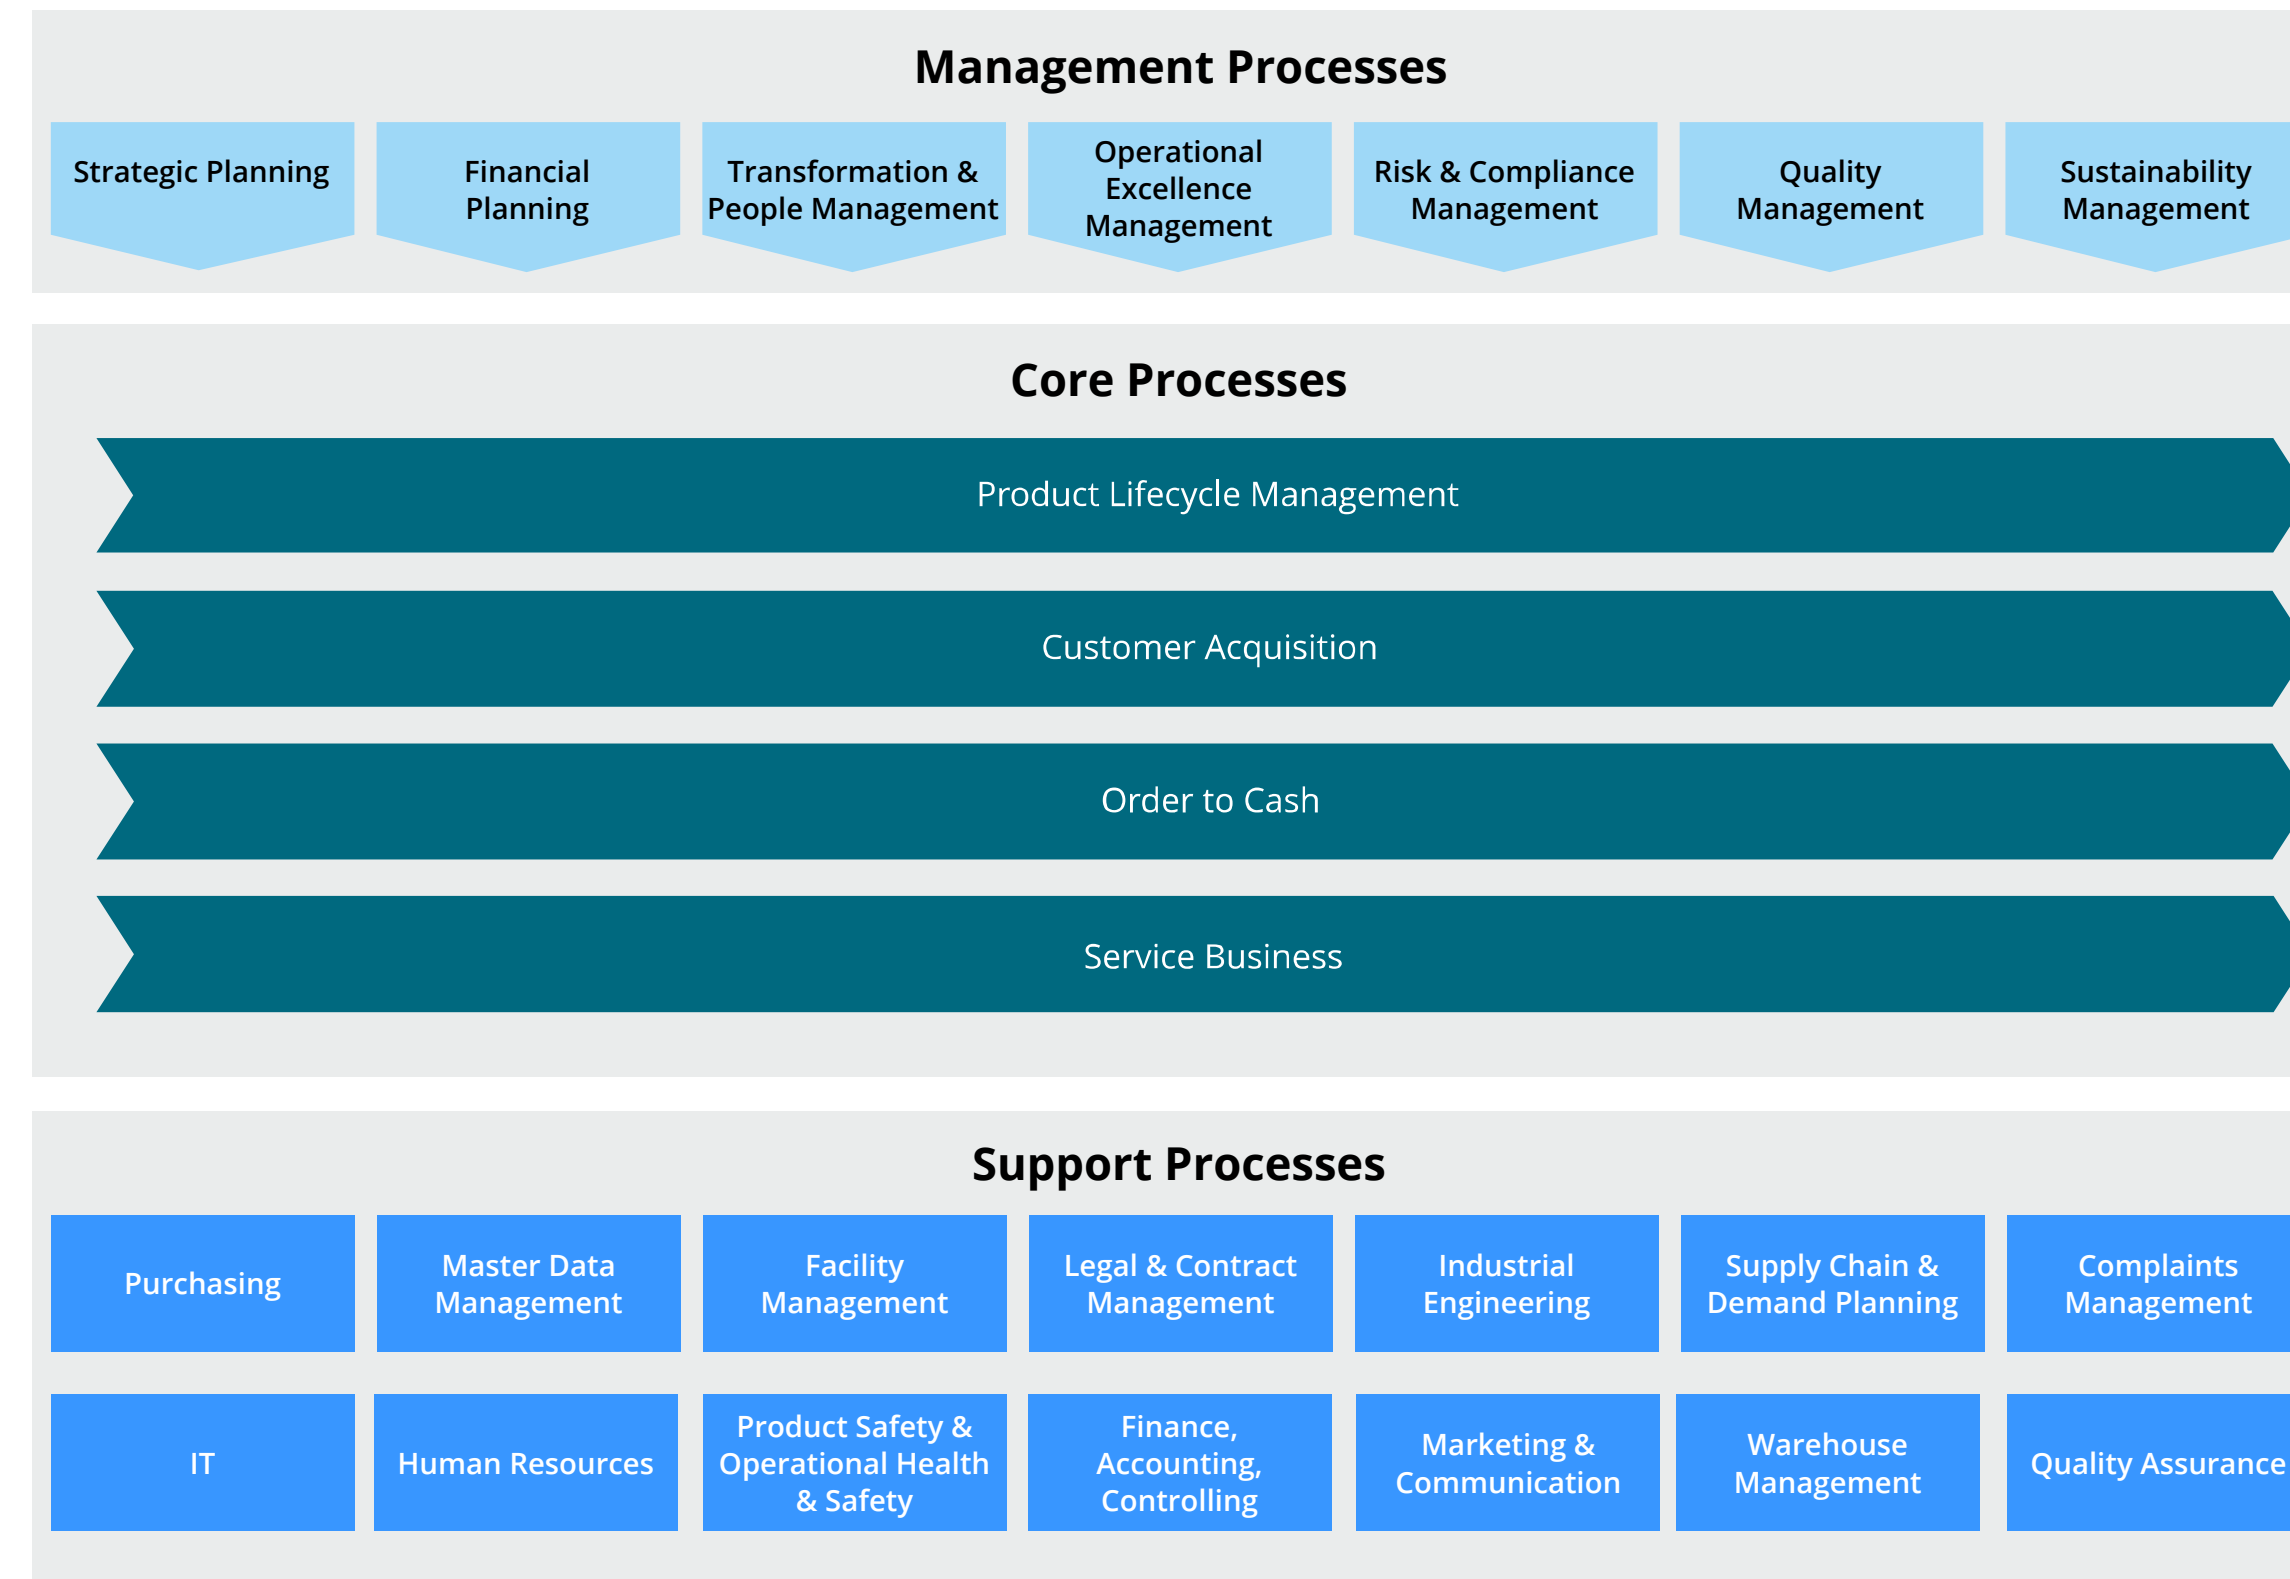 Management Processes
Strategic Planning
Financial
Planning
Transformation &
People Management
Operational
Excellence
Management
Risk & Compliance
Management
Quality
Management
Sustainability
Management
Core Processes
Product Lifecycle Management
Customer Acquisition
Order to Cash
Service Business
Support Processes
Purchasing
Master Data
Management
Facility
Management
Legal & Contract
Management
Industrial
Engineering
Supply Chain &
Demand Planning
Complaints
Management
IT
Human Resources
Product Safety &
Operational Health
& Safety
Finance,
Accounting,
Controlling
Marketing &
Communication
Warehouse
Management
Quality Assurance